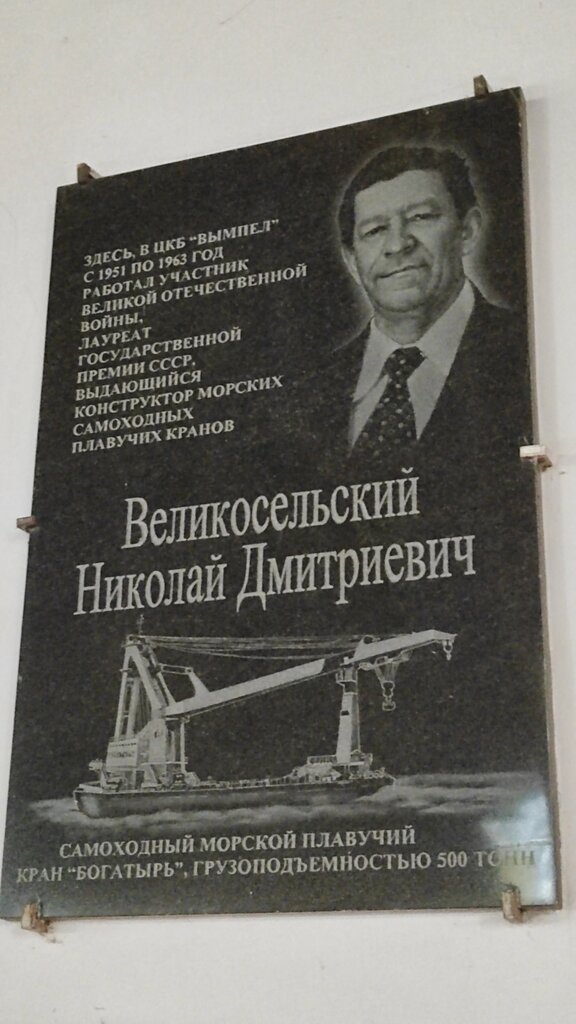 ЗДЕСЬ, В ЦКБ "ВЫМПЕЛ"
С 1951 ПО 1963 ГОД
РАБОТАЛ УЧАСТНИК
ВЕЛИКОЙ ОТЕЧЕСТВЕННОЙ
ВОЙНЫ,
ЛАУРЕАТ
ГОСУДАРСТВЕННОЙ
ПРЕМИИ СССР,
ВЫДАЮЩИЙСЯ
КОНСТРУКТОР МОРСКИХ
САМОХОДНЫХ
ПЛАВУЧИХ КРАНОВ
Великосельский
Николай Дмитриевич
САМОХОДНЫЙ МОРСКОЙ ПЛАВУЧИЙ
КРАН "БОГАТЫРЬ", ГРУЗОПОДЪЕМНОСТЬЮ 500 ТОНН